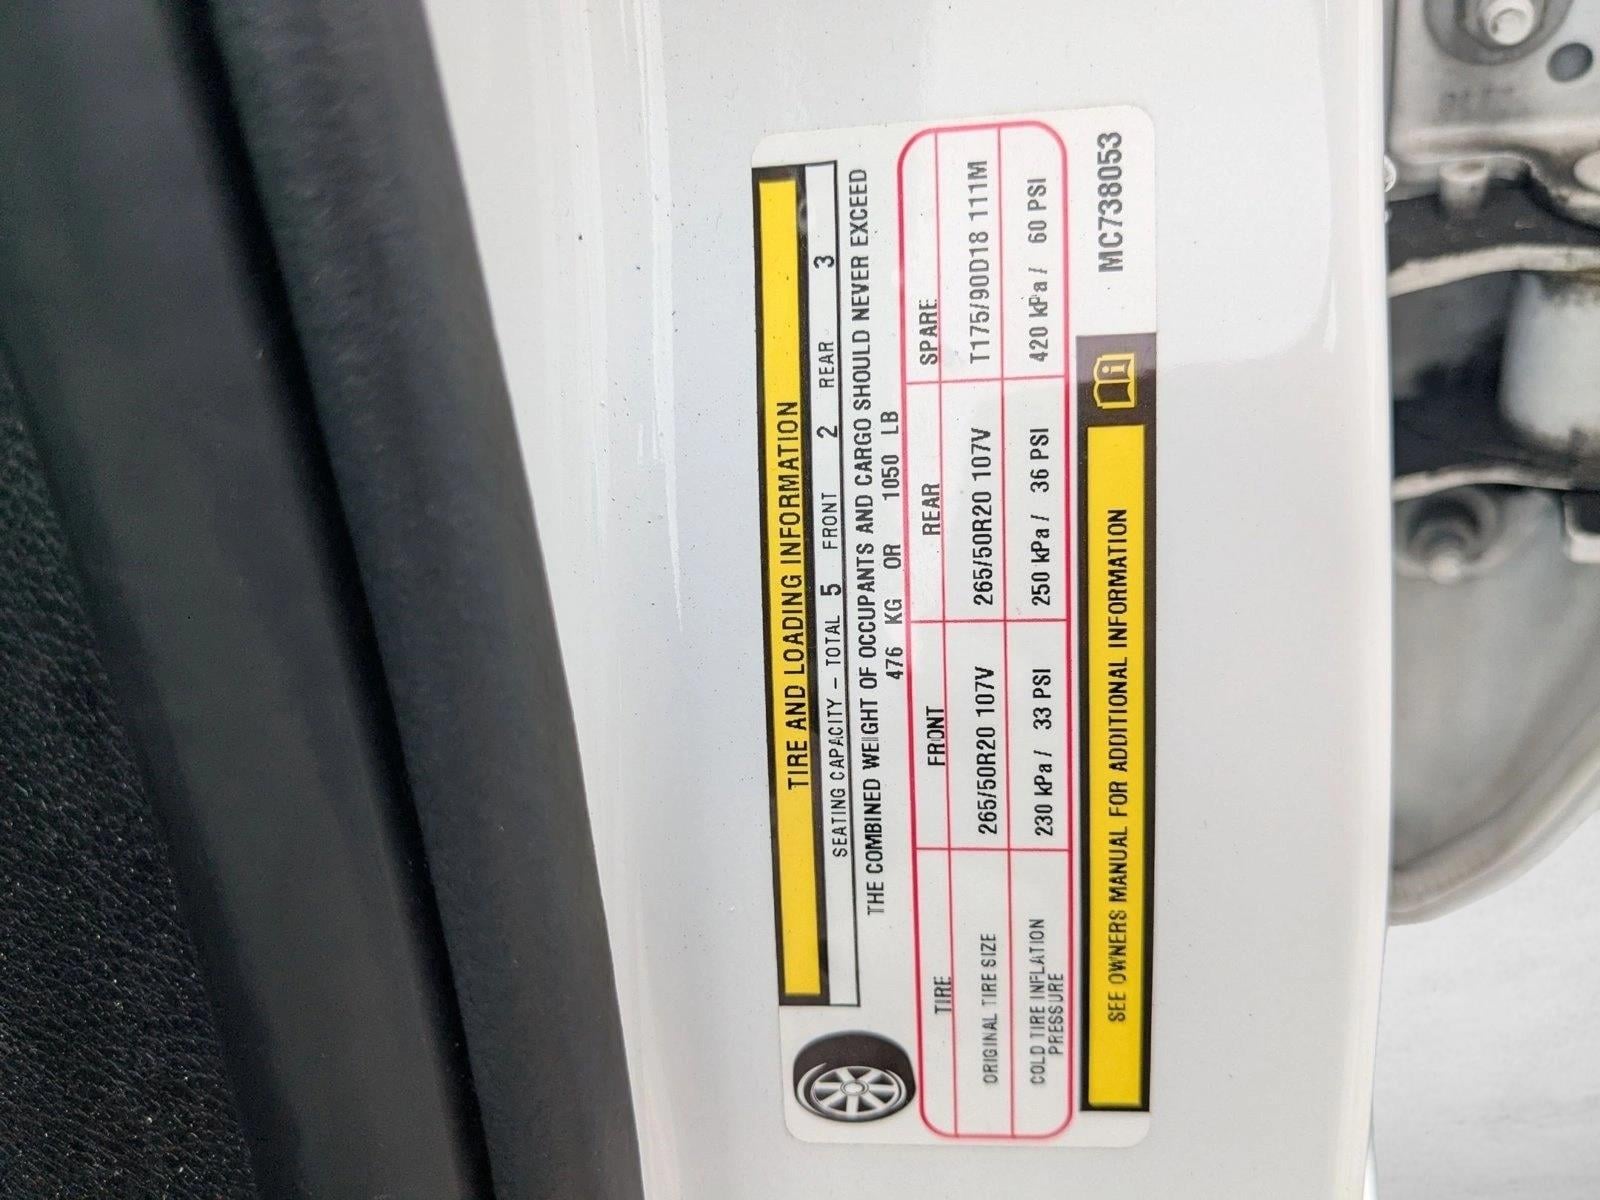 TIRE AND LOADING INFORMATION
SEATING CAPACITY – TOTAL 5 FRONT 2 REAR 3
THE COMBINED WEIGHT OF OCCUPANTS AND CARGO SHOULD NEVER EXCEED
476 KG OR 1050 LB
TIRE FRONT REAR SPARE
ORIGINAL TIRE SIZE 265/50R20 107V 265/50R20 107V T175/90D18 111M
COLD TIRE INFLATION PRESSURE 230 kPa / 33 PSI 250 kPa / 36 PSI 420 kPa / 60 PSI
SEE OWNERS MANUAL FOR ADDITIONAL INFORMATION
MC738053